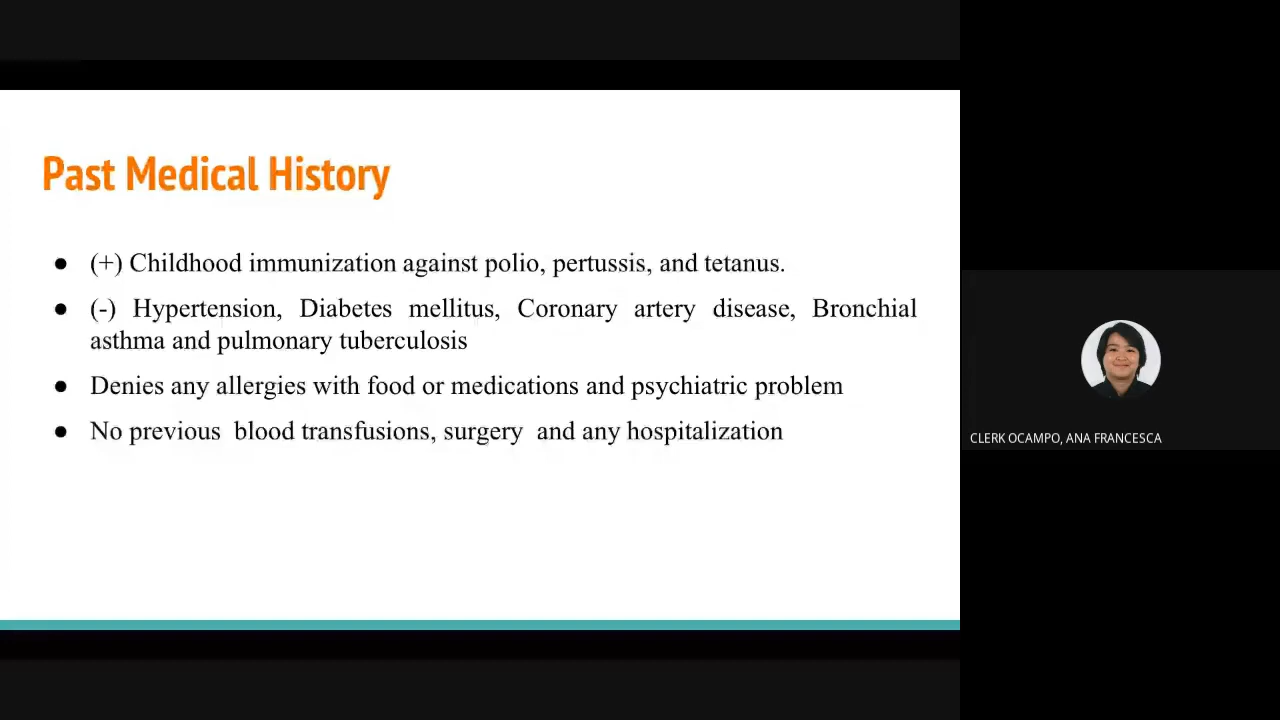 Past Medical History
● (+) Childhood immunization against polio, pertussis, and tetanus.
● (-) Hypertension, Diabetes mellitus, Coronary artery disease, Bronchial
asthma and pulmonary tuberculosis
● Denies any allergies with food or medications and psychiatric problem
● No previous blood transfusions, surgery and any hospitalization
CLERK OCAMPO, ANA FRANCESCA